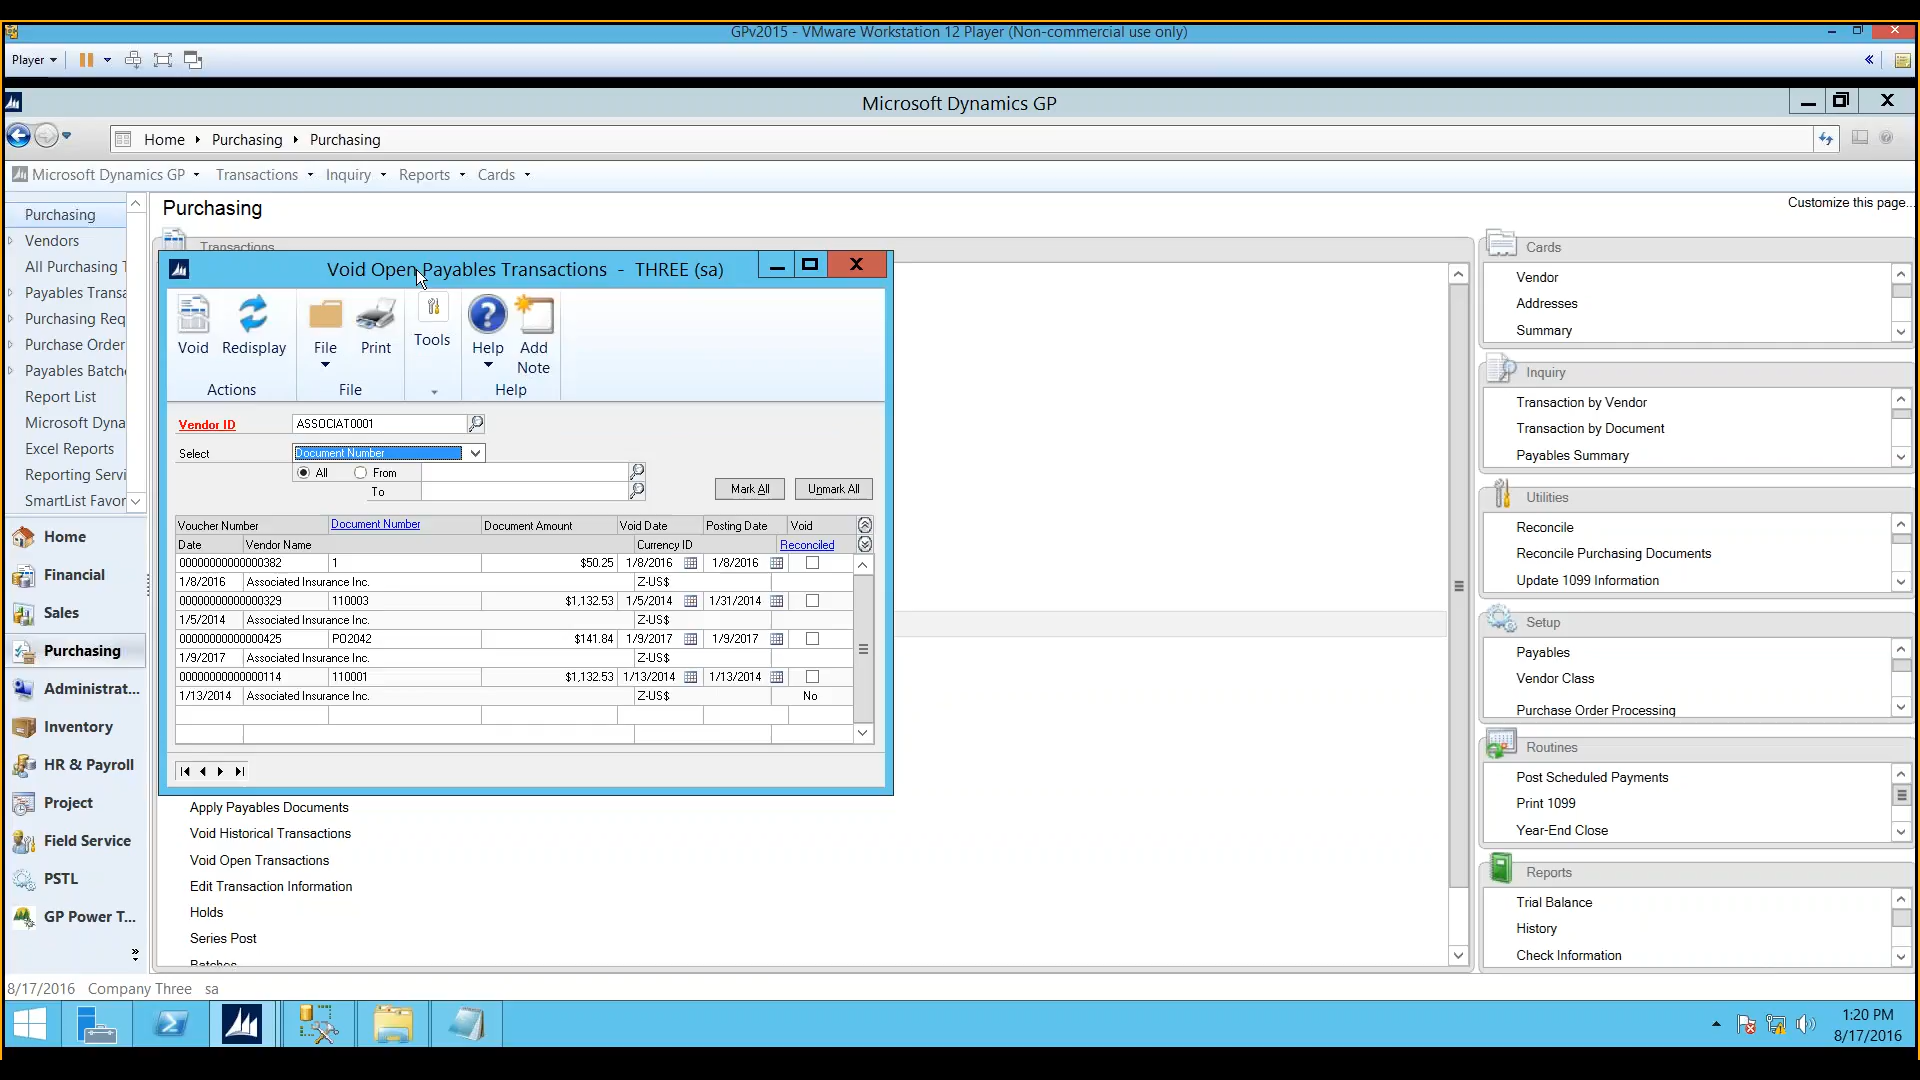 GPv2015 - VMware Workstation 12 Player (Non-commercial use only)
Player
Microsoft Dynamics GP
Home Purchasing Purchasing
Microsoft Dynamics GP Transactions Inquiry Reports Cards
Purchasing
Vendors
All Purchasing T
Payables Transa
Purchasing Req
Purchase Order
Payables Batch
Report List
Microsoft Dyna
Excel Reports
Reporting Servi
SmartList Favor
Home
Financial
Sales
Purchasing
Administrat...
Inventory
HR & Payroll
Project
Field Service
PSTL
GP Power T...
Purchasing
Customize this page...
Transactions
Void Open Payables Transactions - THREE (sa)
Void Redisplay File Print Tools Help Add Note
Actions File Help
Vendor ID ASSOCIAT0001
Select Document Number
All From
To
Mark All Unmark All
Voucher Number Document Number Document Amount Void Date Posting Date Void
Date Vendor Name Currency ID Reconciled
00000000000000382 1 $50.25 1/8/2016 1/8/2016
1/8/2016 Associated Insurance Inc. Z-US$
00000000000000329 110003 $1,132.53 1/5/2014 1/31/2014
1/5/2014 Associated Insurance Inc. Z-US$
00000000000000425 PO2042 $141.84 1/9/2017 1/9/2017
1/9/2017 Associated Insurance Inc. Z-US$
00000000000000114 110001 $1,132.53 1/13/2014 1/13/2014
1/13/2014 Associated Insurance Inc. Z-US$ No
Apply Payables Documents
Void Historical Transactions
Void Open Transactions
Edit Transaction Information
Holds
Series Post
Batches
Cards
Vendor
Addresses
Summary
Inquiry
Transaction by Vendor
Transaction by Document
Payables Summary
Utilities
Reconcile
Reconcile Purchasing Documents
Update 1099 Information
Setup
Payables
Vendor Class
Purchase Order Processing
Routines
Post Scheduled Payments
Print 1099
Year-End Close
Reports
Trial Balance
History
Check Information
8/17/2016 Company Three sa
1:20 PM
8/17/2016